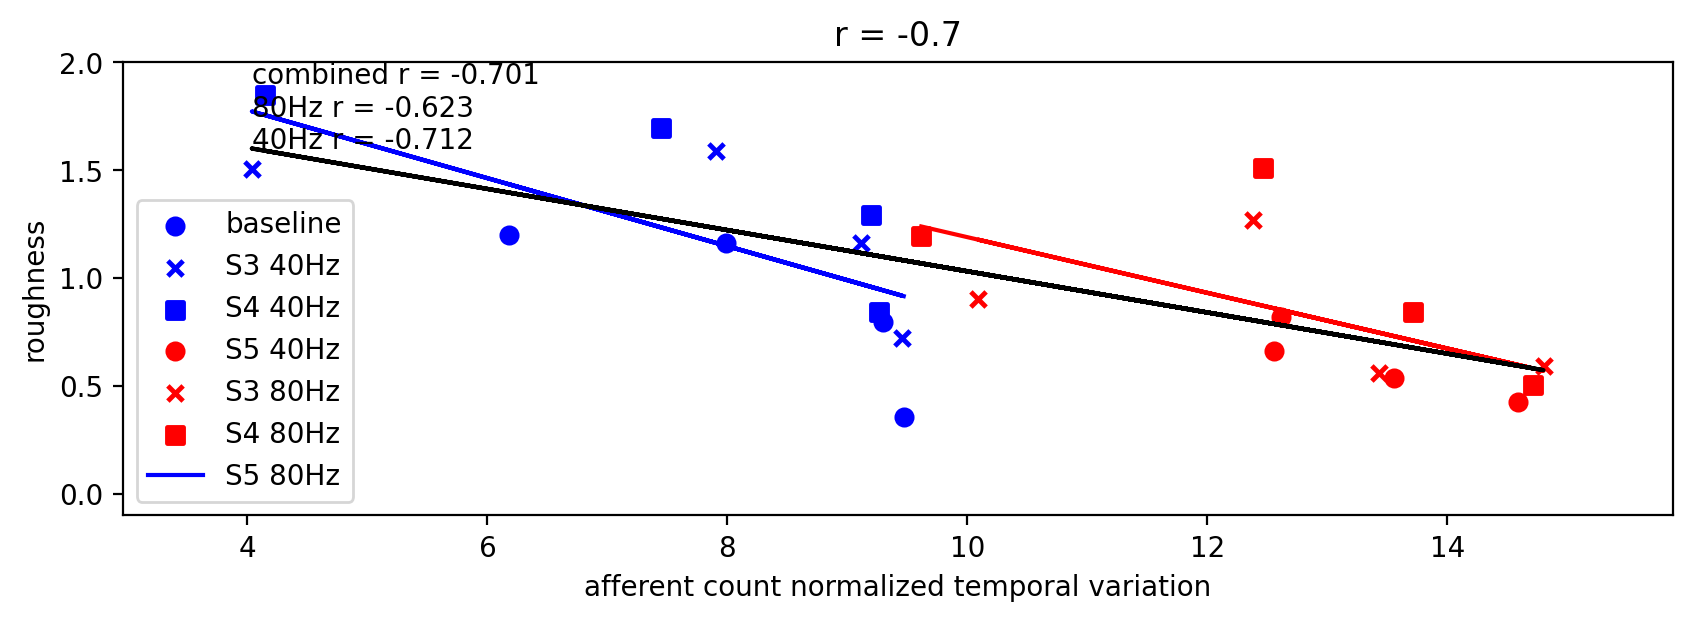 r = -0.7
combined r = -0.701
80Hz r = -0.623
40Hz r = -0.712
2.0
1.5
1.0
0.5
0.0
roughness
baseline
S3 40Hz
S4 40Hz
S5 40Hz
S3 80Hz
S4 80Hz
S5 80Hz
4 6 8 10 12 14
afferent count normalized temporal variation